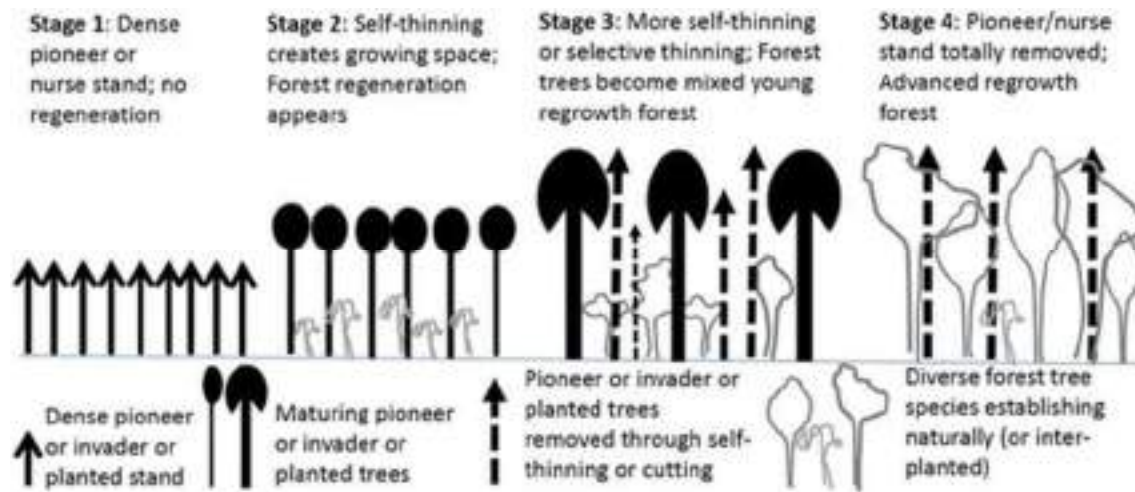 Stage 1: Dense
pioneer or
nurse stand; no
regeneration
Stage 2: Self-thinning
creates growing space;
Forest regeneration
appears
Stage 3: More self-thinning
or selective thinning; Forest
trees become mixed young
regrowth forest
Stage 4: Pioneer/nurse
stand totally removed;
Advanced regrowth
forest
Dense pioneer
or invader or
planted stand
Maturing pioneer
or invader or
planted trees
Pioneer or invader or
planted trees
removed through self-
thinning or cutting
Diverse forest tree
species establishing
naturally (or inter-
planted)